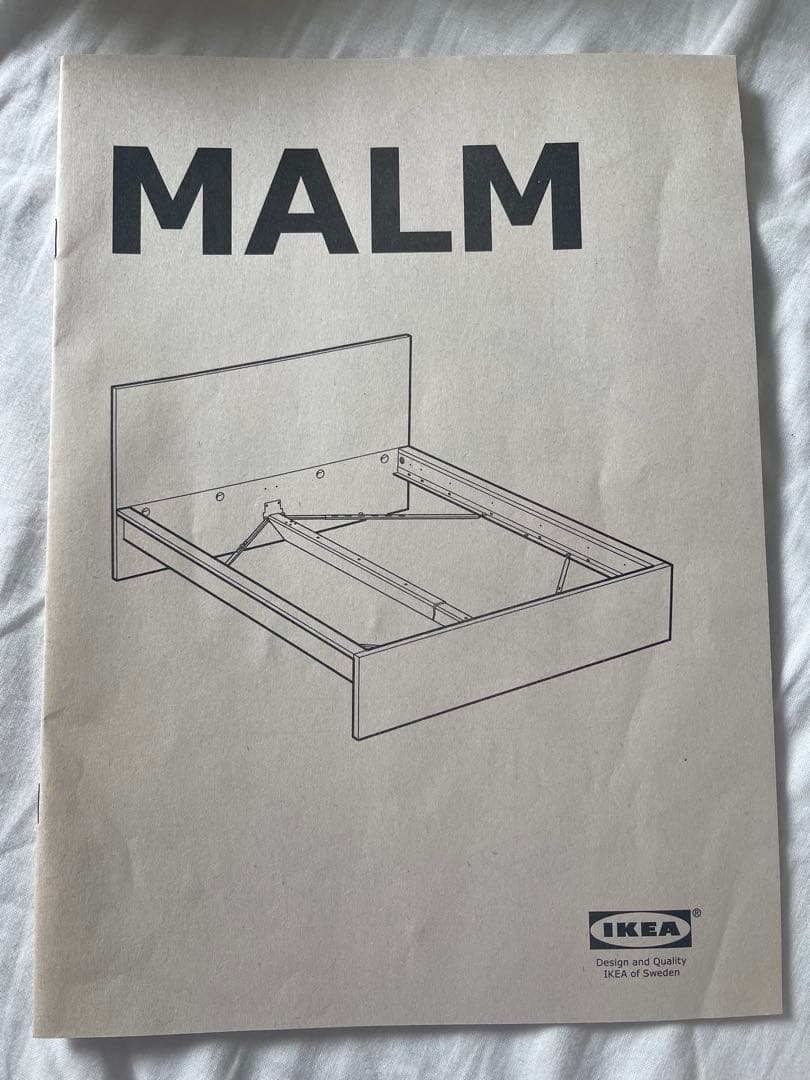 MALM
IKEA®
Design and Quality
IKEA of Sweden